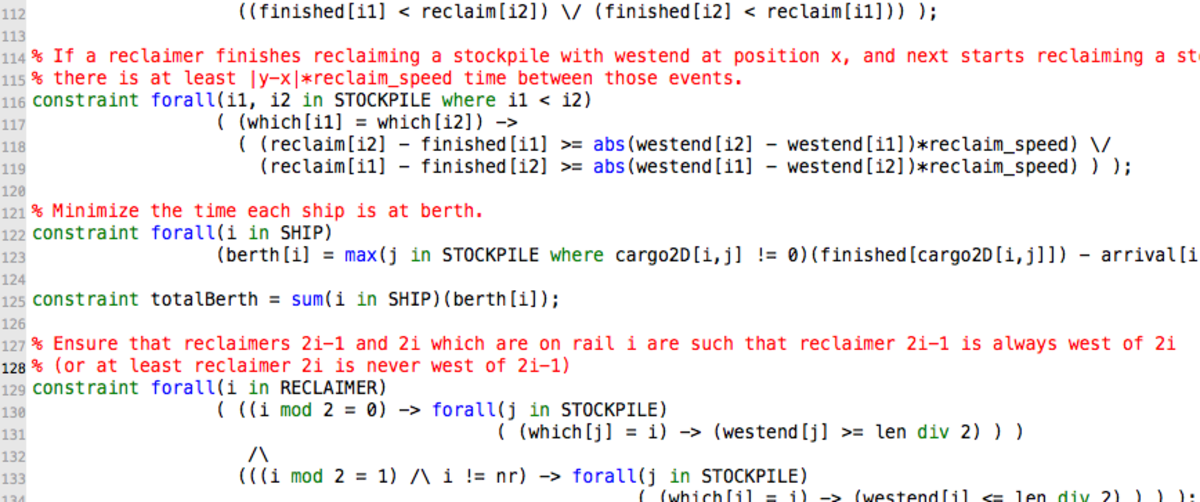 112 ((finished[i1] < reclaim[i2]) \/ (finished[i2] < reclaim[i1])) );
113
114 % If a reclaimer finishes reclaiming a stockpile with westend at position x, and next starts reclaiming a
115 % there is at least |y-x|*reclaim_speed time between those events.
116 constraint forall(i1, i2 in STOCKPILE where i1 < i2)
117 ( (which[i1] = which[i2]) ->
118 ( (reclaim[i2] - finished[i1] >= abs(westend[i2] - westend[i1])*reclaim_speed) \/
119 (reclaim[i1] - finished[i2] >= abs(westend[i1] - westend[i2])*reclaim_speed) ) );
120
121 % Minimize the time each ship is at berth.
122 constraint forall(i in SHIP)
123 (berth[i] = max(j in STOCKPILE where cargo2D[i,j] != 0)(finished[cargo2D[i,j]]) - arrival[i
124
125 constraint totalBerth = sum(i in SHIP)(berth[i]);
126
127 % Ensure that reclaimers 2i-1 and 2i which are on rail i are such that reclaimer 2i-1 is always west of 2i
128 % (or at least reclaimer 2i is never west of 2i-1)
129 constraint forall(i in RECLAIMER)
130 ( ((i mod 2 = 0) -> forall(j in STOCKPILE)
131 ( (which[j] = i) -> (westend[j] >= len div 2) ) )
132 /\
133 (((i mod 2 = 1) /\ i != nr) -> forall(j in STOCKPILE)
134 ( (which[j] = i) -> (westend[j] <= len div 2) ) ) );